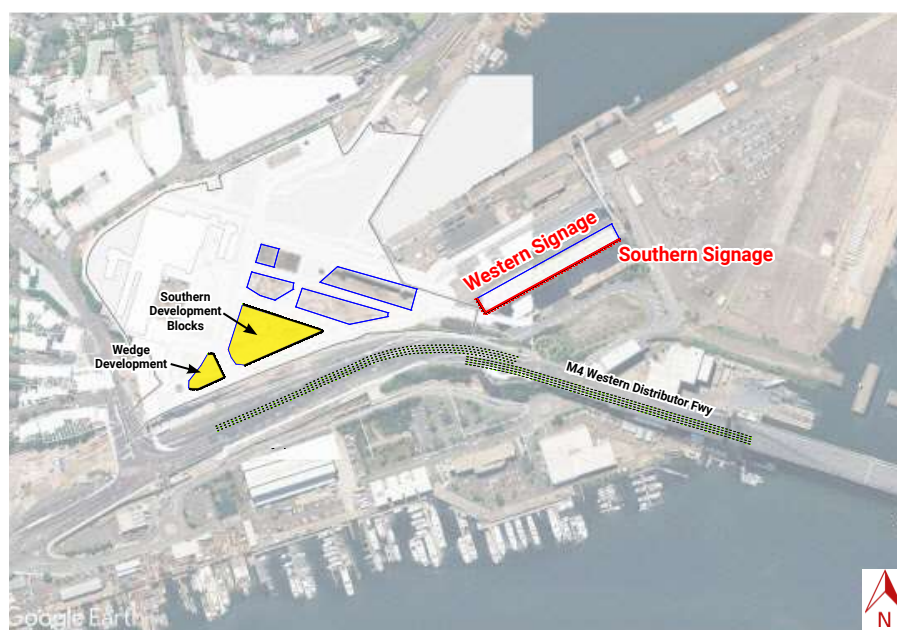 Western Signage
Southern Signage
Southern
Development
Blocks
Wedge
Development
M4 Western Distributor Fwy
Google Earth
N